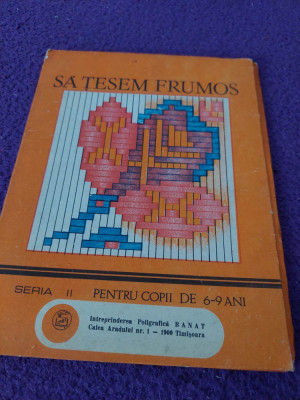 SĂ ȚESEM FRUMOS
SERIA II PENTRU COPII DE 6-9 ANI
Intreprinderea Poligrafică BANAT
Calea Aradului nr. 1 — 1900 Timișoara